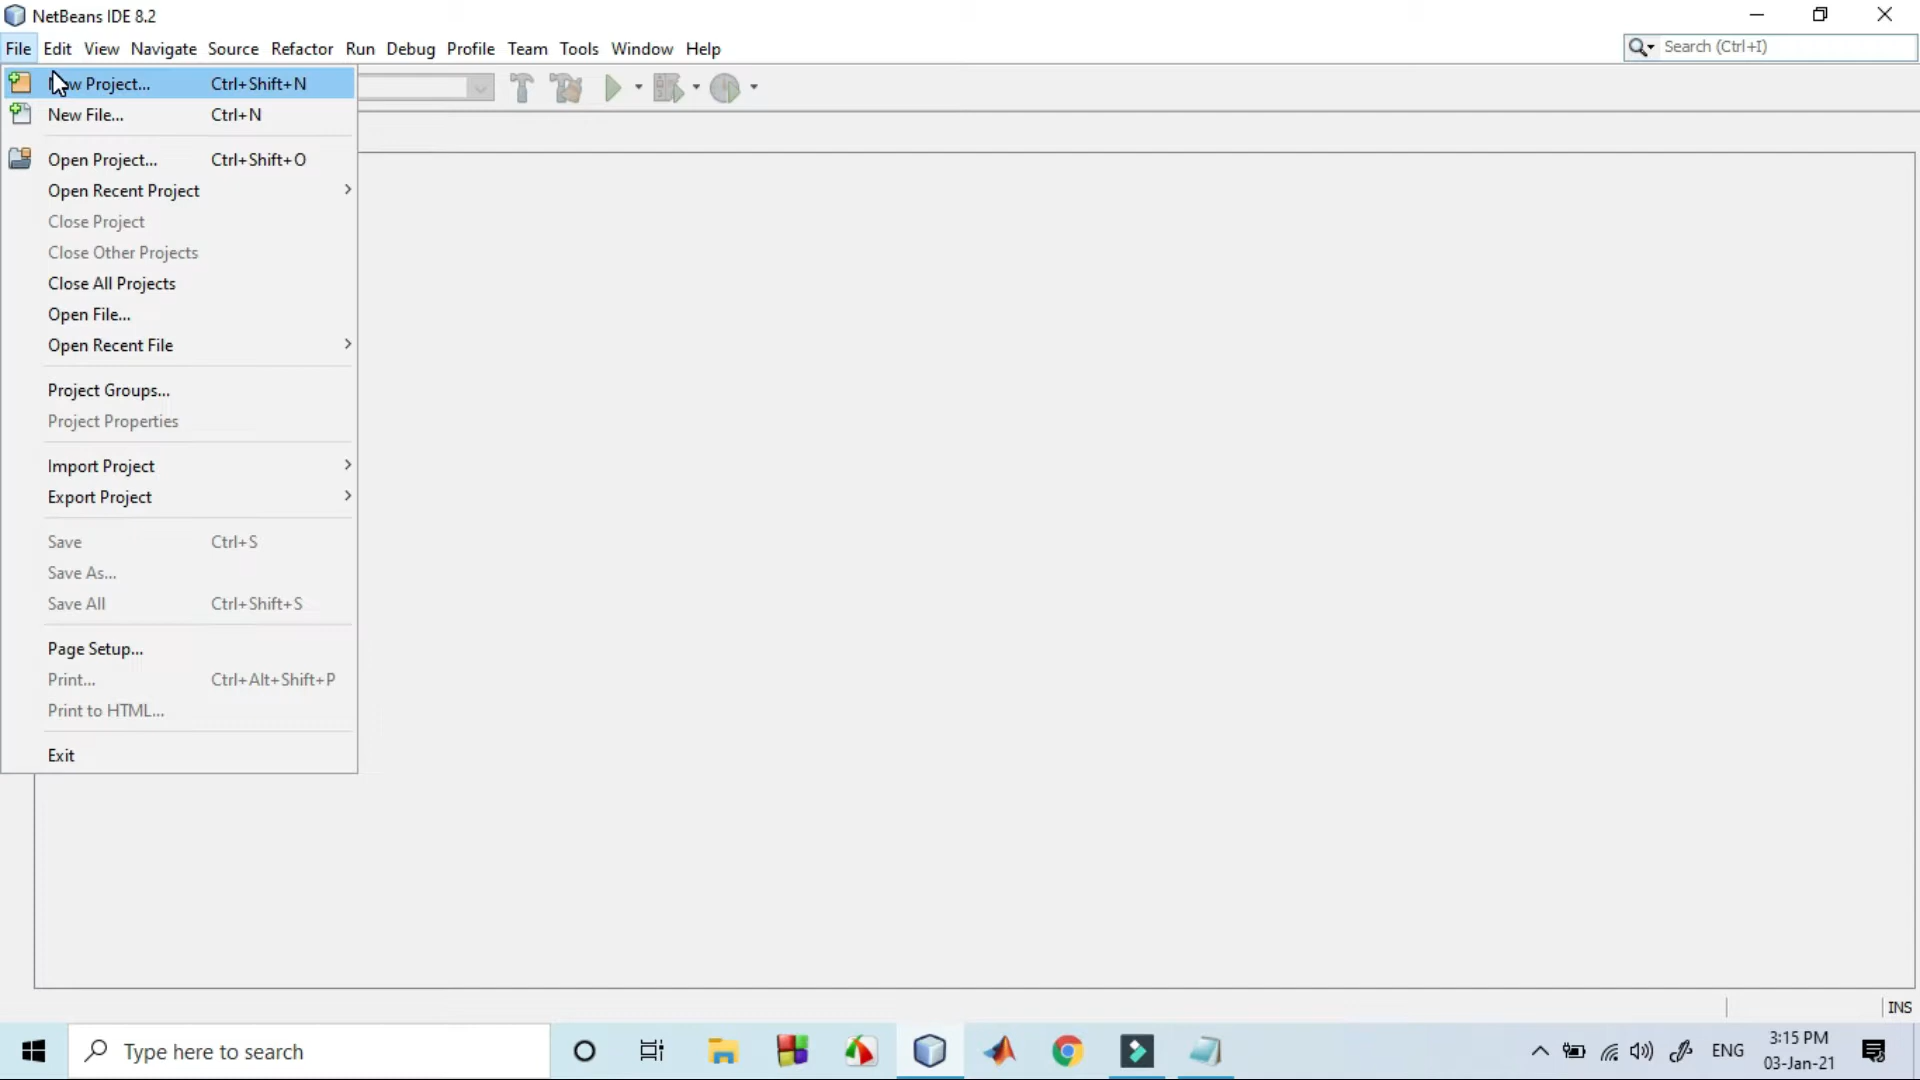 NetBeans IDE 8.2
File Edit View Navigate Source Refactor Run Debug Profile Team Tools Window Help
Search (Ctrl+I)
New Project... Ctrl+Shift+N
New File... Ctrl+N
Open Project... Ctrl+Shift+O
Open Recent Project
Close Project
Close Other Projects
Close All Projects
Open File...
Open Recent File
Project Groups...
Project Properties
Import Project
Export Project
Save Ctrl+S
Save As...
Save All Ctrl+Shift+S
Page Setup...
Print... Ctrl+Alt+Shift+P
Print to HTML...
Exit
INS
Type here to search
ENG
3:15 PM
03-Jan-21